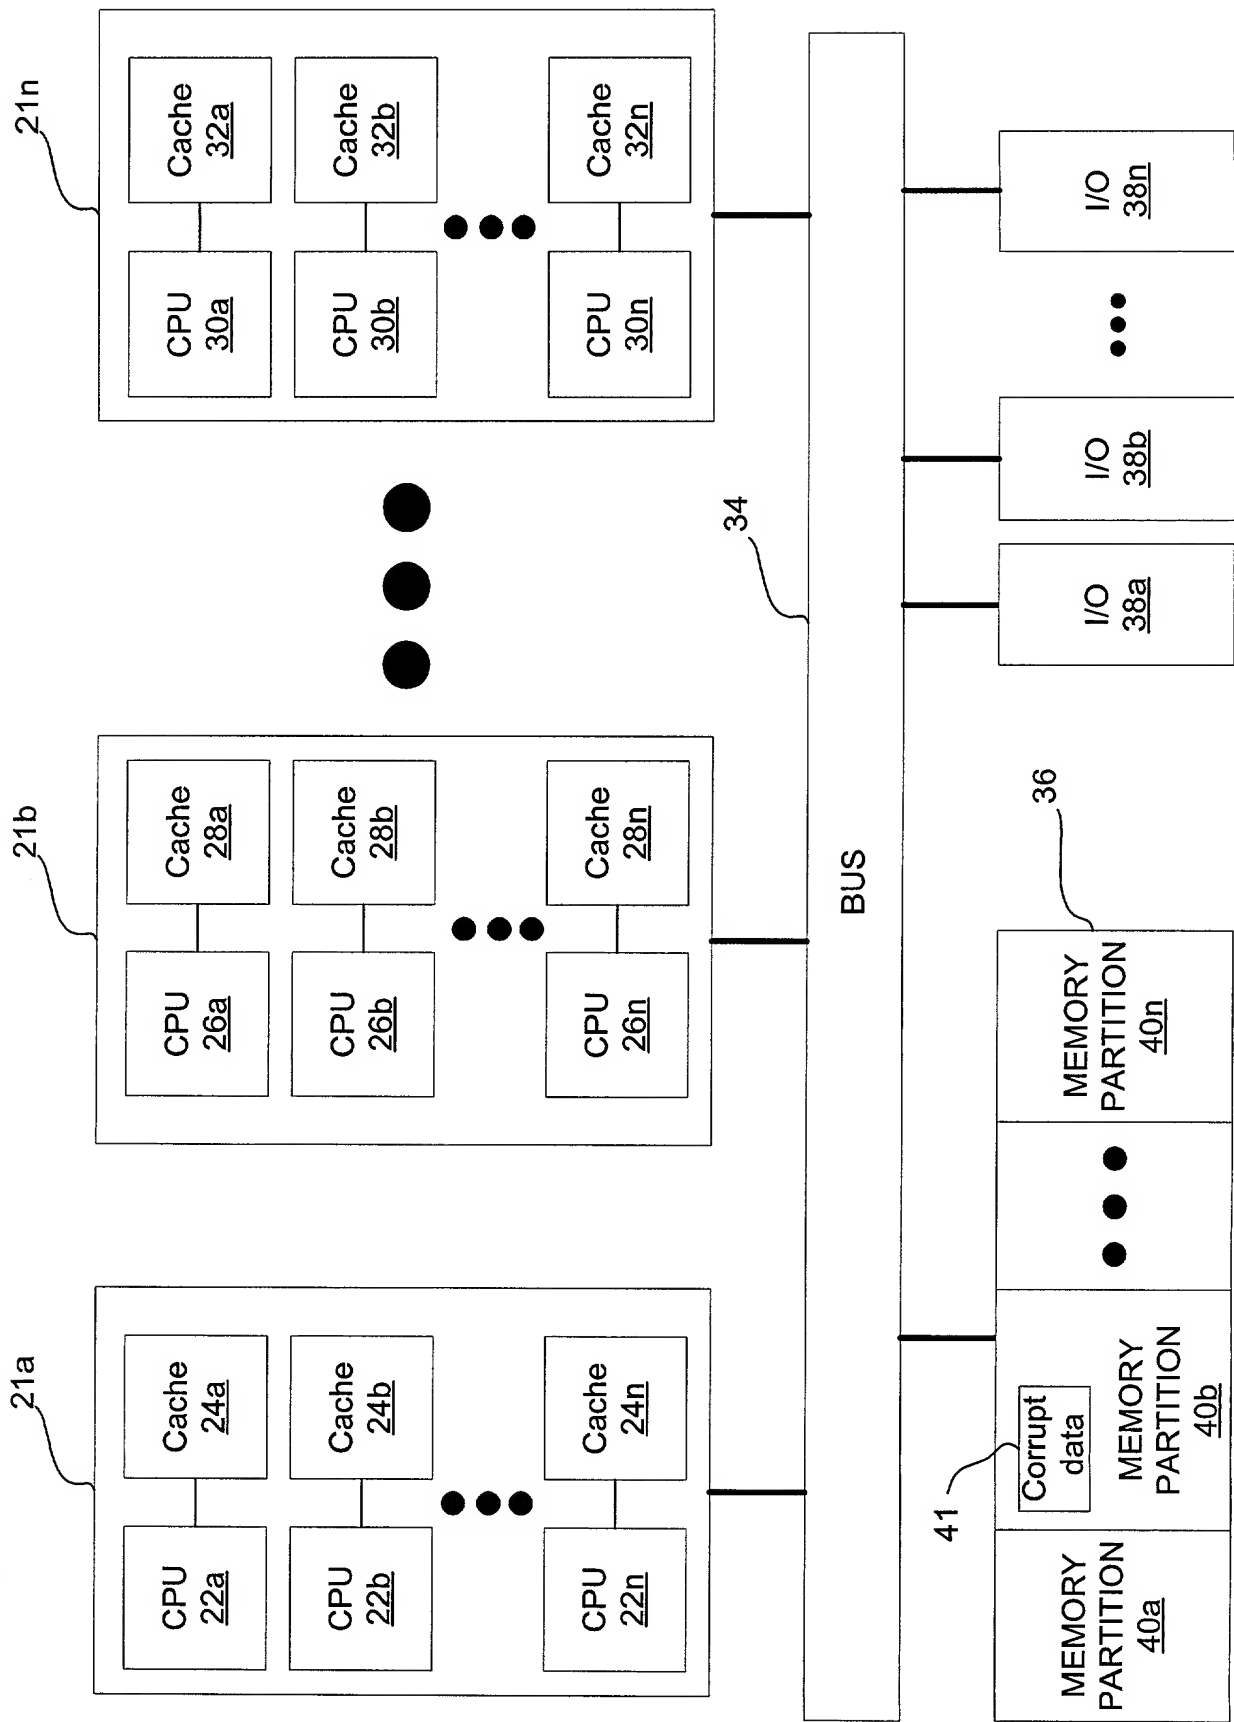 21a
CPU
22a
Cache
24a
CPU
22b
Cache
24b
CPU
22n
Cache
24n
21b
CPU
26a
Cache
28a
CPU
26b
Cache
28b
CPU
26n
Cache
28n
21n
CPU
30a
Cache
32a
CPU
30b
Cache
32b
CPU
30n
Cache
32n
34
BUS
41
36
MEMORY
PARTITION
40a
Corrupt
data
MEMORY
PARTITION
40b
MEMORY
PARTITION
40n
I/O
38a
I/O
38b
I/O
38n